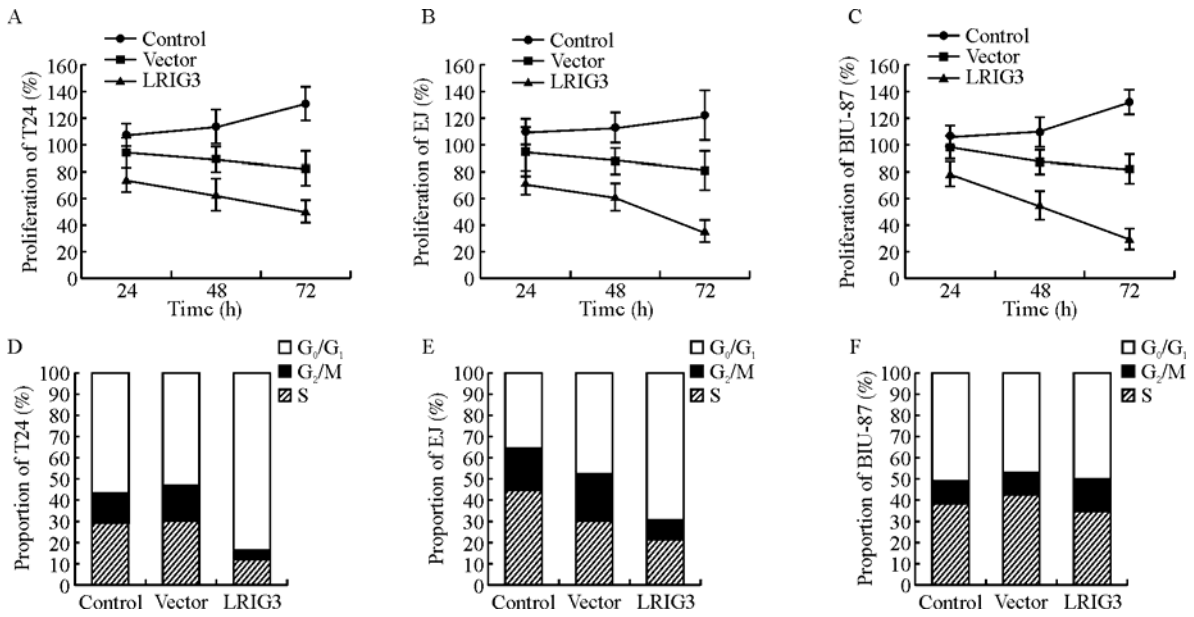 A
Control
Vector
LRIG3
Proliferation of T24 (%)
160
140
120
100
80
60
40
20
0
24
48
72
Time (h)
B
Control
Vector
LRIG3
Proliferation of EJ (%)
160
140
120
100
80
60
40
20
0
24
48
72
Time (h)
C
Control
Vector
LRIG3
Proliferation of BIU-87 (%)
160
140
120
100
80
60
40
20
0
24
48
72
Time (h)
D
G₀/G₁
G₂/M
S
Proportion of T24 (%)
100
90
80
70
60
50
40
30
20
10
0
Control Vector LRIG3
E
G₀/G₁
G₂/M
S
Proportion of EJ (%)
100
90
80
70
60
50
40
30
20
10
0
Control Vector LRIG3
F
G₀/G₁
G₂/M
S
Proportion of BIU-87 (%)
100
90
80
70
60
50
40
30
20
10
0
Control Vector LRIG3